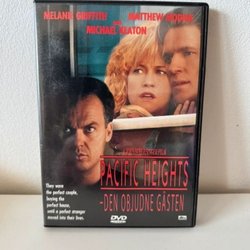 MELANIE GRIFFITH MATTHEW MODINE
MICHAEL KEATON
PACIFIC HEIGHTS
-DEN OBJUDNE GÄSTEN
They were
the perfect couple,
buying the
perfect house,
until a perfect stranger
moved into their lives.
DVD